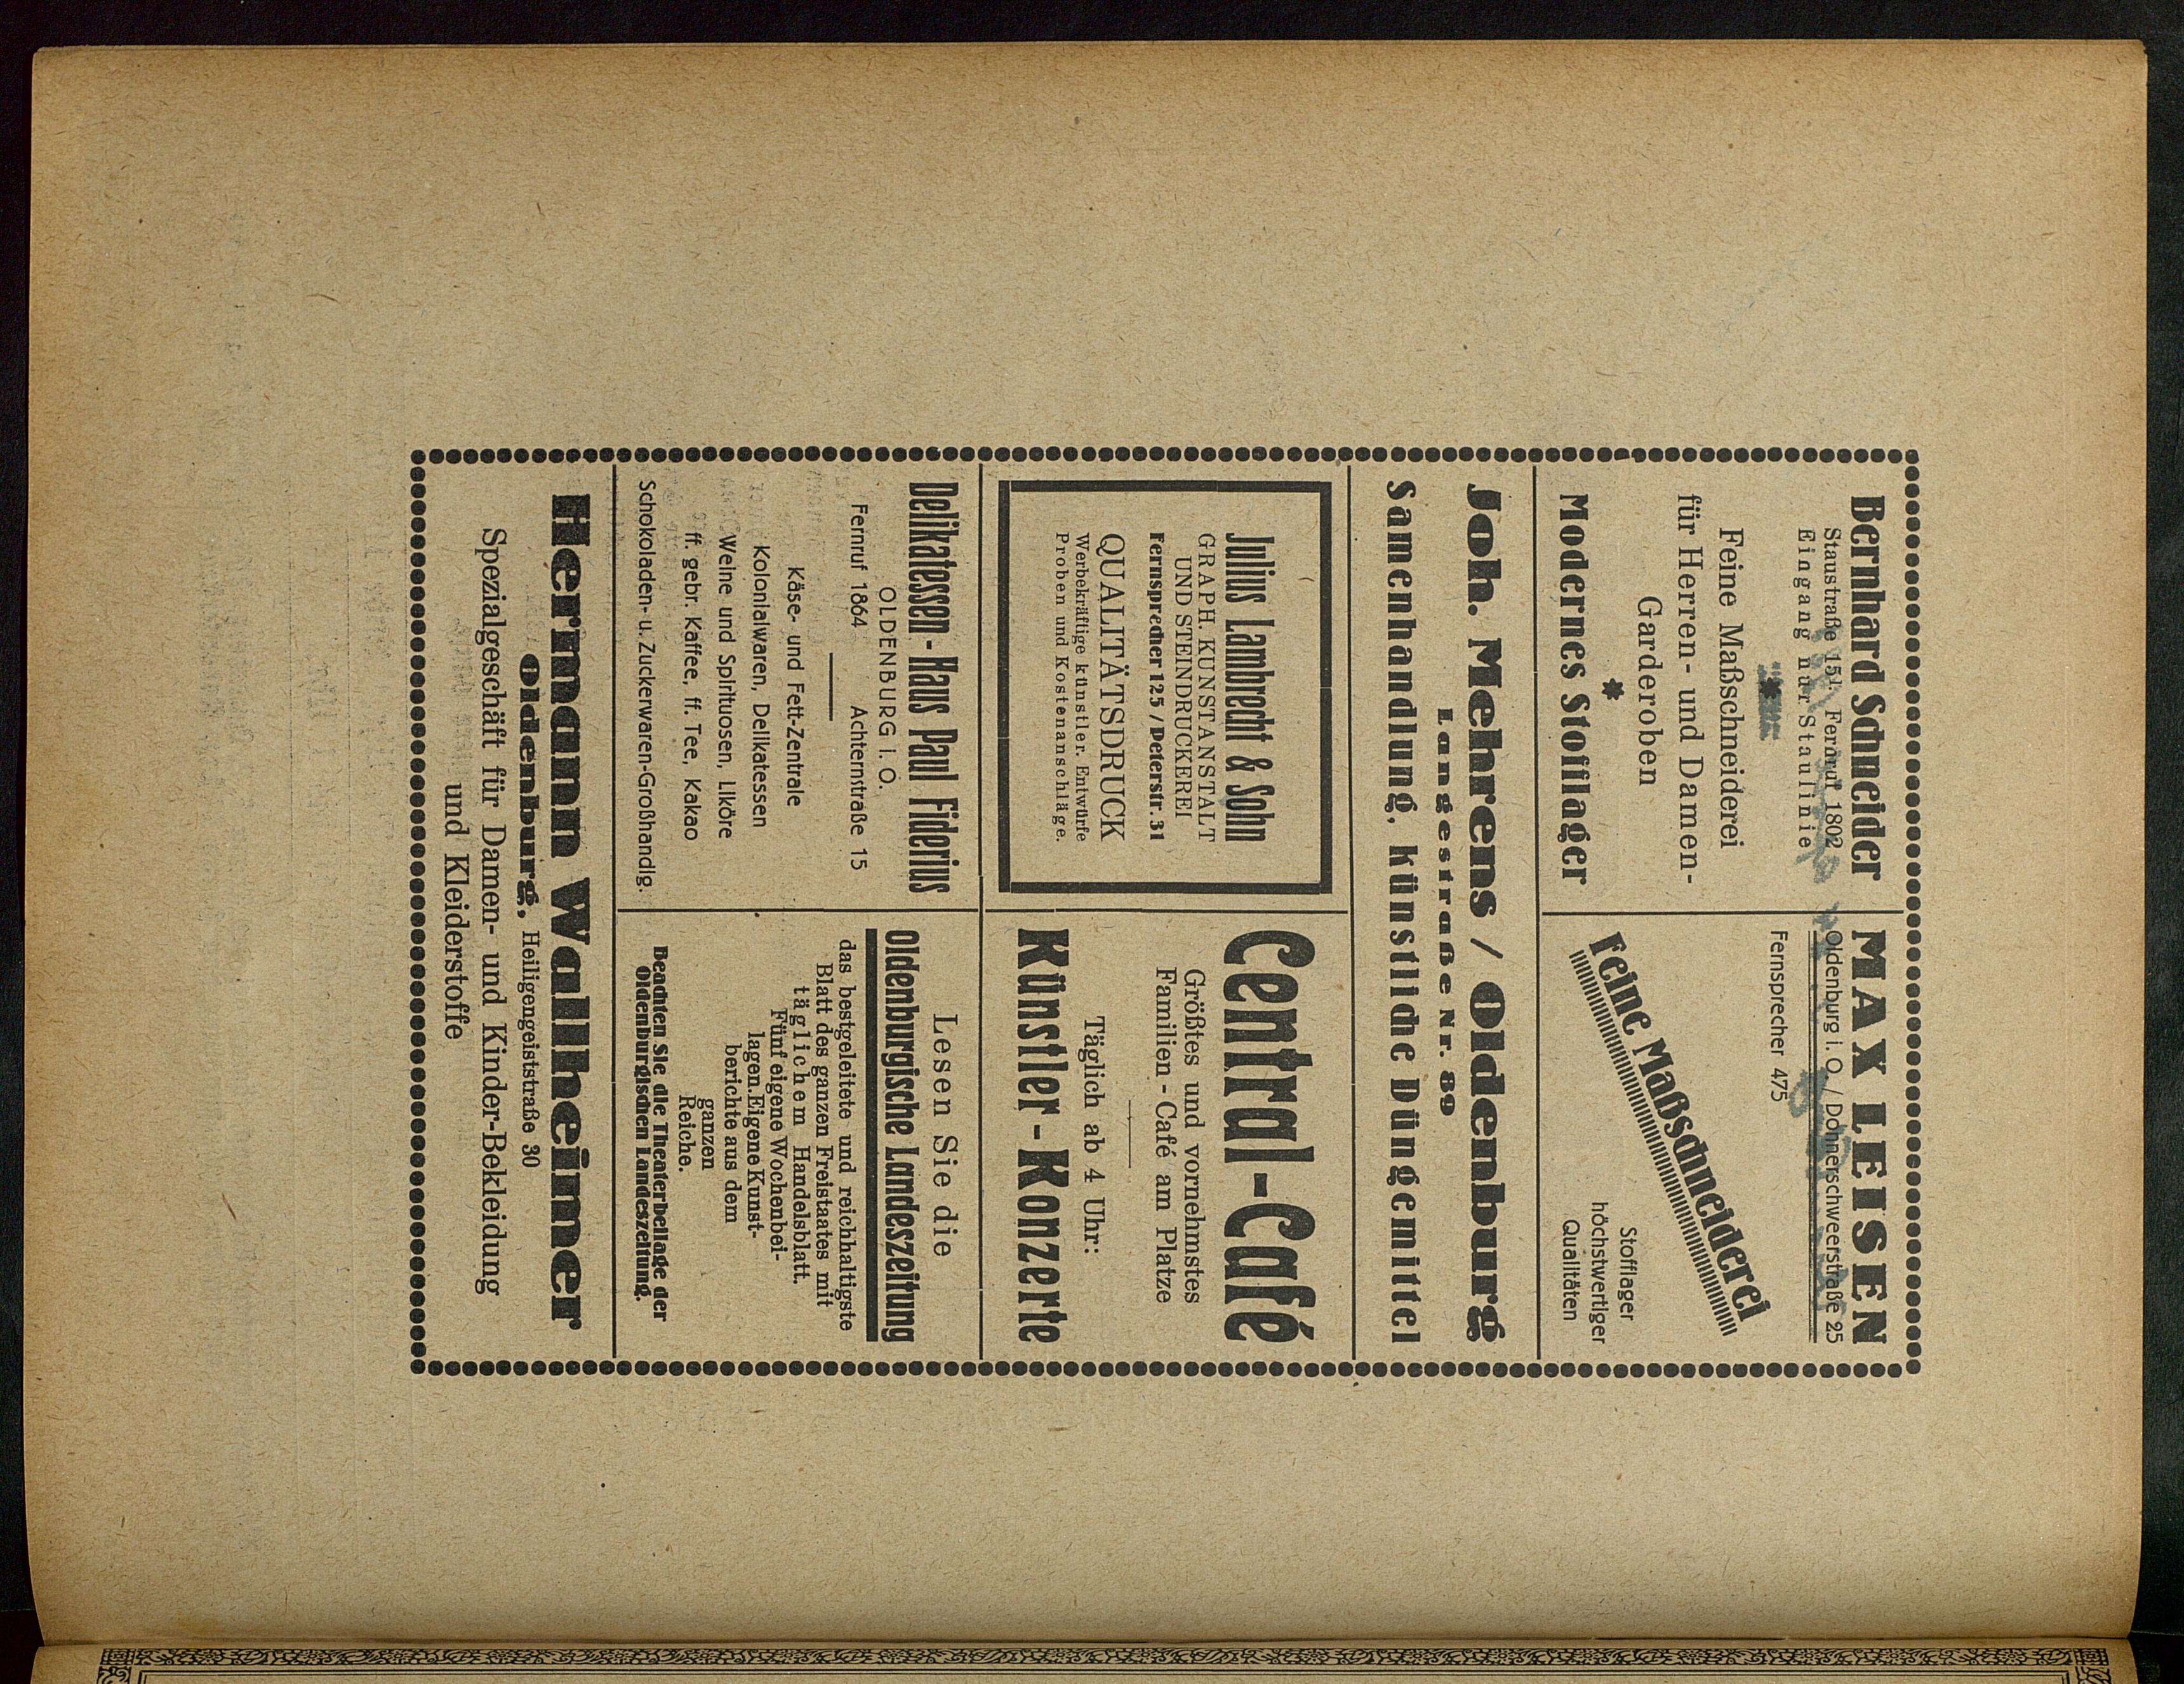 Bernhard Schneider
Staustraße 15I. Fernruf 1802
Eingang nur Staulinie
Feine Maßschneiderei
für Herren- und Damen-
Garderoben
Modernes Stofflager
MAX LEISEN
Oldenburg i. O. / Donnerschweerstraße 25
Fernsprecher 475
Feine Maßschneiderei
Stofflager
höchstwertiger
Qualitäten
Joh. Mehrens / Oldenburg
Langestraße Nr. 89
Samenhandlung, künstliche Düngemittel
Julius Lambrecht & Sohn
GRAPH. KUNSTANSTALT
UND STEINDRUCKEREI
Fernsprecher 125 / Peterstr. 31
QUALITÄTSDRUCK
Werbekräftige künstler. Entwürfe
Proben und Kostenanschläge.
Central-Café
Größtes und vornehmstes
Familien-Café am Platze
Täglich ab 4 Uhr:
Künstler-Konzerte
Delikatessen-Haus Paul Fiderius
OLDENBURG i. O.
Fernruf 1864 Achternstraße 15
Käse- und Fett-Zentrale
Kolonialwaren, Delikatessen
Weine und Spirituosen, Liköre
ff. gebr. Kaffee, ff. Tee, Kakao
Schokoladen- u. Zuckerwaren-Großhandlg.
Lesen Sie die
Oldenburgische Landeszeitung
das bestgeleitete und reichhaltigste
Blatt des ganzen Freistaates mit
täglichem Handelsblatt.
Fünf eigene Wochenbei-
lagen. Eigene Kunst-
berichte aus dem
ganzen
Reiche.
Beachten Sie die Theaterbeilage der
Oldenburgischen Landeszeitung.
Hermann Wallheimer
Oldenburg, Heiligengeiststraße 30
Spezialgeschäft für Damen- und Kinder-Bekleidung
und Kleiderstoffe